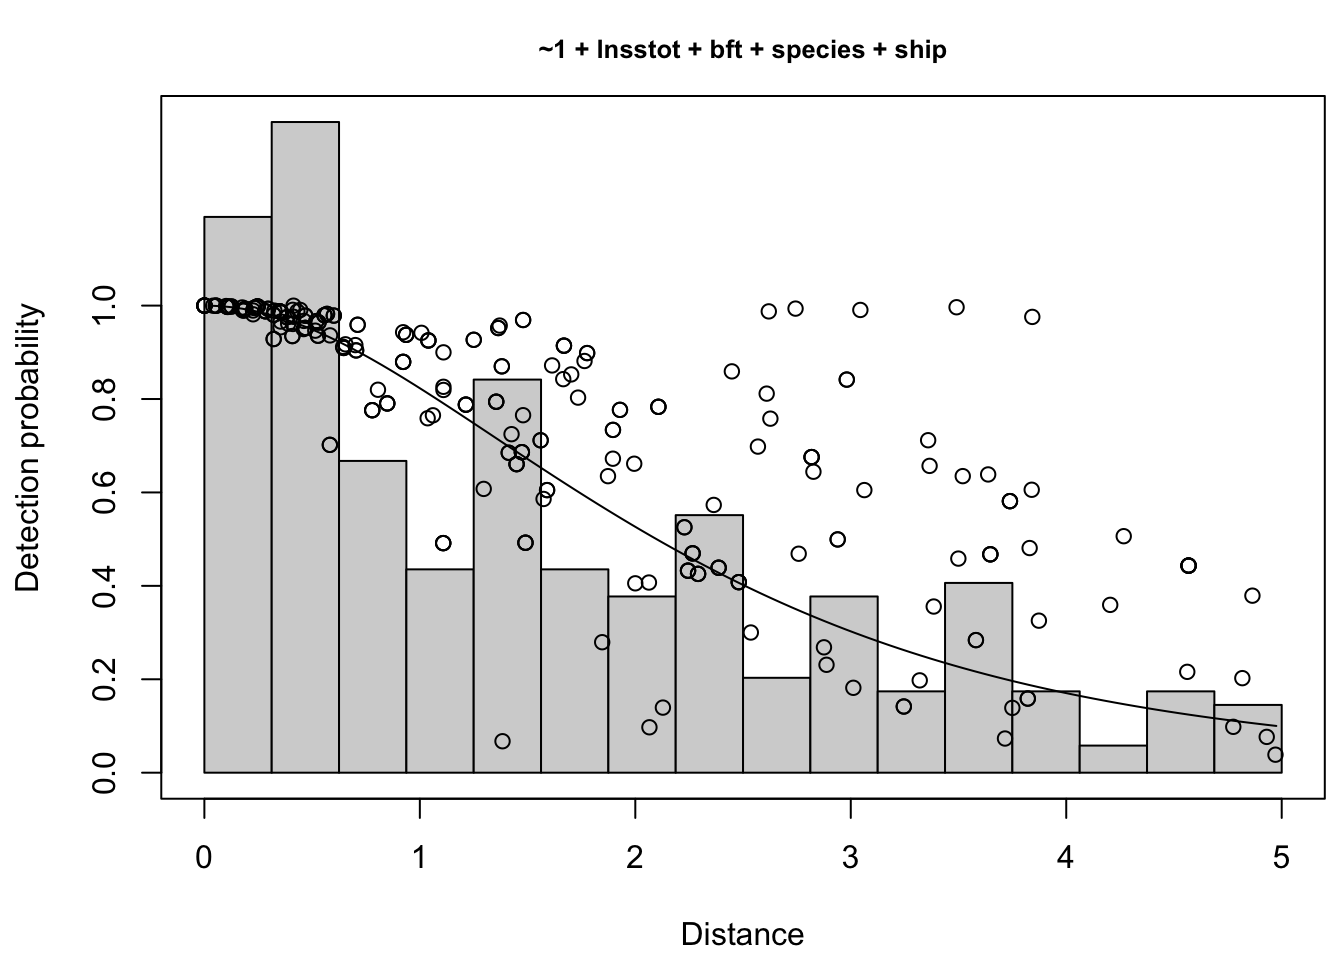 ~1 + lnsstot + bft + species + ship
Detection probability
1.0
0.8
0.6
0.4
0.2
0.0
0 1 2 3 4 5
Distance